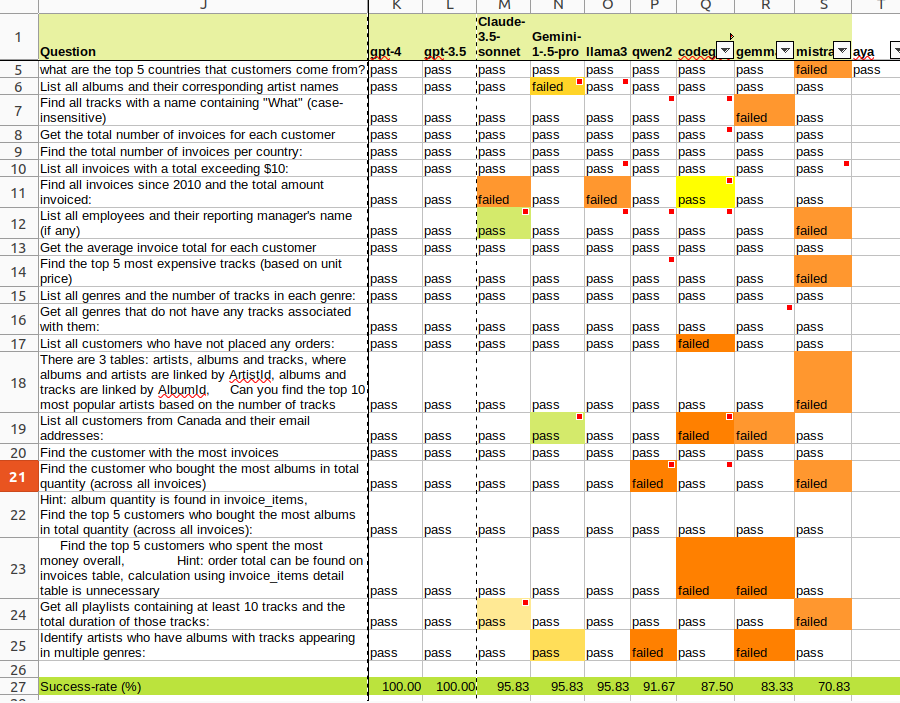 J K L M N O P Q R S T
1 Question gpt-4 gpt-3.5 Claude-3.5-sonnet Gemini-1-.5-pro llama3 qwen2 codeg gemma mistra aya
5 what are the top 5 countries that customers come from? pass pass pass pass pass pass pass pass failed pass
6 List all albums and their corresponding artist names pass pass pass failed pass pass pass pass pass
7 Find all tracks with a name containing "What" (case-
insensitive) pass pass pass pass pass pass pass failed pass
8 Get the total number of invoices for each customer pass pass pass pass pass pass pass pass pass
9 Find the total number of invoices per country: pass pass pass pass pass pass pass pass pass
10 List all invoices with a total exceeding $10: pass pass pass pass pass pass pass pass pass
11 Find all invoices since 2010 and the total amount
invoiced: pass pass failed pass failed pass pass pass pass
12 List all employees and their reporting manager's name
(if any) pass pass pass pass pass pass pass pass failed
13 Get the average invoice total for each customer pass pass pass pass pass pass pass pass pass
14 Find the top 5 most expensive tracks (based on unit
price) pass pass pass pass pass pass pass pass failed
15 List all genres and the number of tracks in each genre: pass pass pass pass pass pass pass pass pass
16 Get all genres that do not have any tracks associated
with them: pass pass pass pass pass pass pass pass pass
17 List all customers who have not placed any orders: pass pass pass pass pass pass failed pass pass
18 There are 3 tables: artists, albums and tracks, where
albums and artists are linked by ArtistId, albums and
tracks are linked by AlbumId, Can you find the top 10
most popular artists based on the number of tracks pass pass pass pass pass pass pass pass failed
19 List all customers from Canada and their email
addresses: pass pass pass pass pass pass failed failed pass
20 Find the customer with the most invoices pass pass pass pass pass pass pass pass pass
21 Find the customer who bought the most albums in total
quantity (across all invoices) pass pass pass pass pass failed pass pass failed
22 Hint: album quantity is found in invoice_items,
Find the top 5 customers who bought the most albums
in total quantity (across all invoices): pass pass pass pass pass pass pass pass pass
23 Find the top 5 customers who spent the most
money overall, Hint: order total can be found on
invoices table, calculation using invoice_items detail
table is unnecessary pass pass pass pass pass pass failed failed pass
24 Get all playlists containing at least 10 tracks and the
total duration of those tracks: pass pass pass pass pass pass pass pass failed
25 Identify artists who have albums with tracks appearing
in multiple genres: pass pass pass pass pass failed pass failed pass
26
27 Success-rate (%) 100.00 100.00 95.83 95.83 95.83 91.67 87.50 83.33 70.83